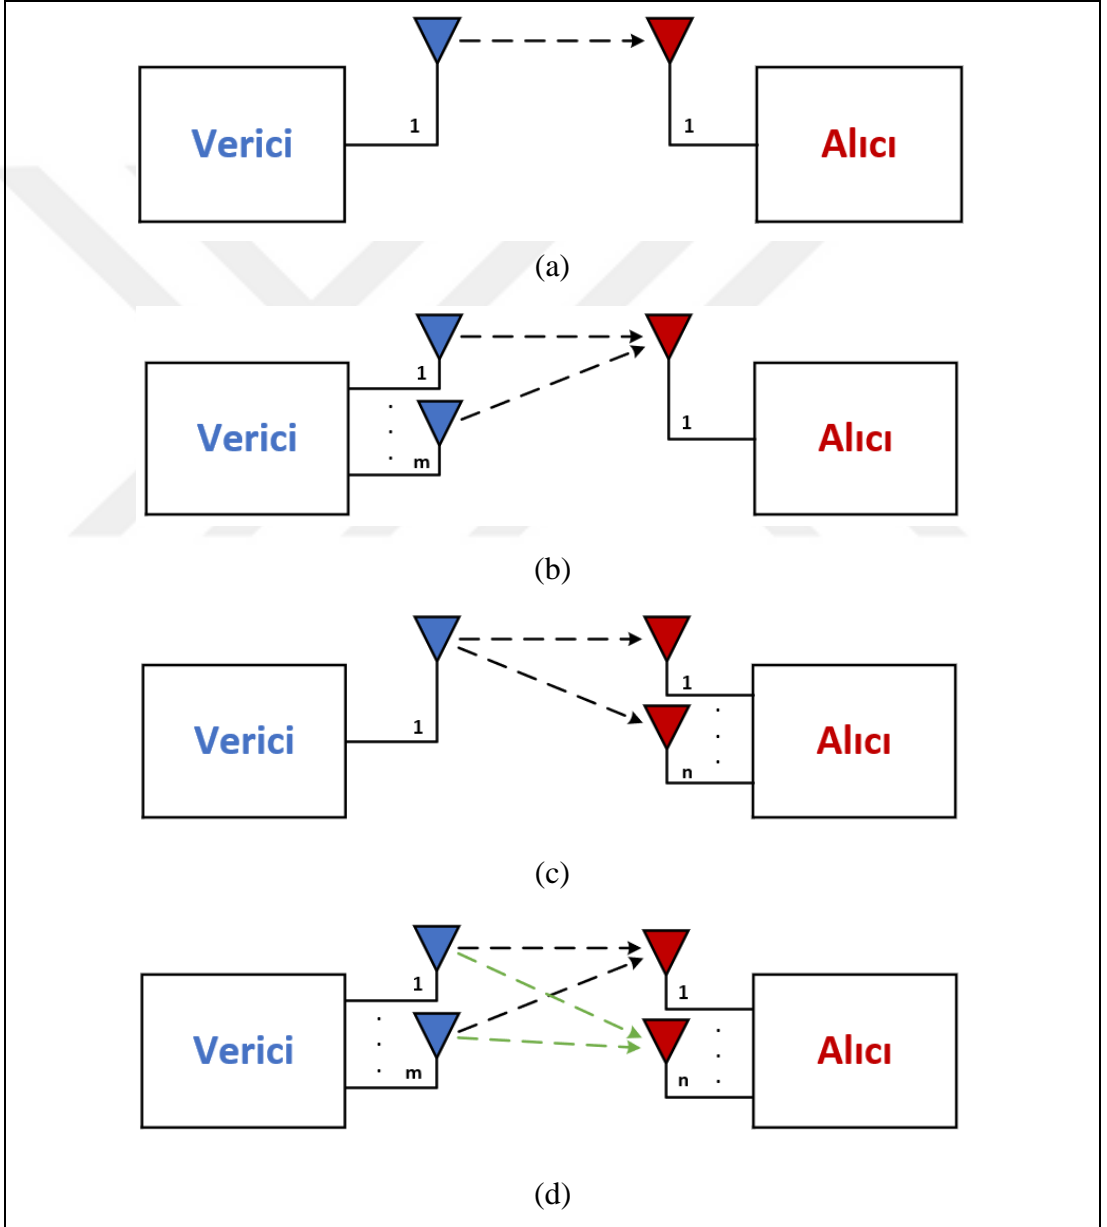 1 1
Verici Alıcı
(a)
1
Verici 1 Alıcı
m
(b)
1
Verici 1 Alıcı
n
(c)
1 1
Verici Alıcı
m n
(d)